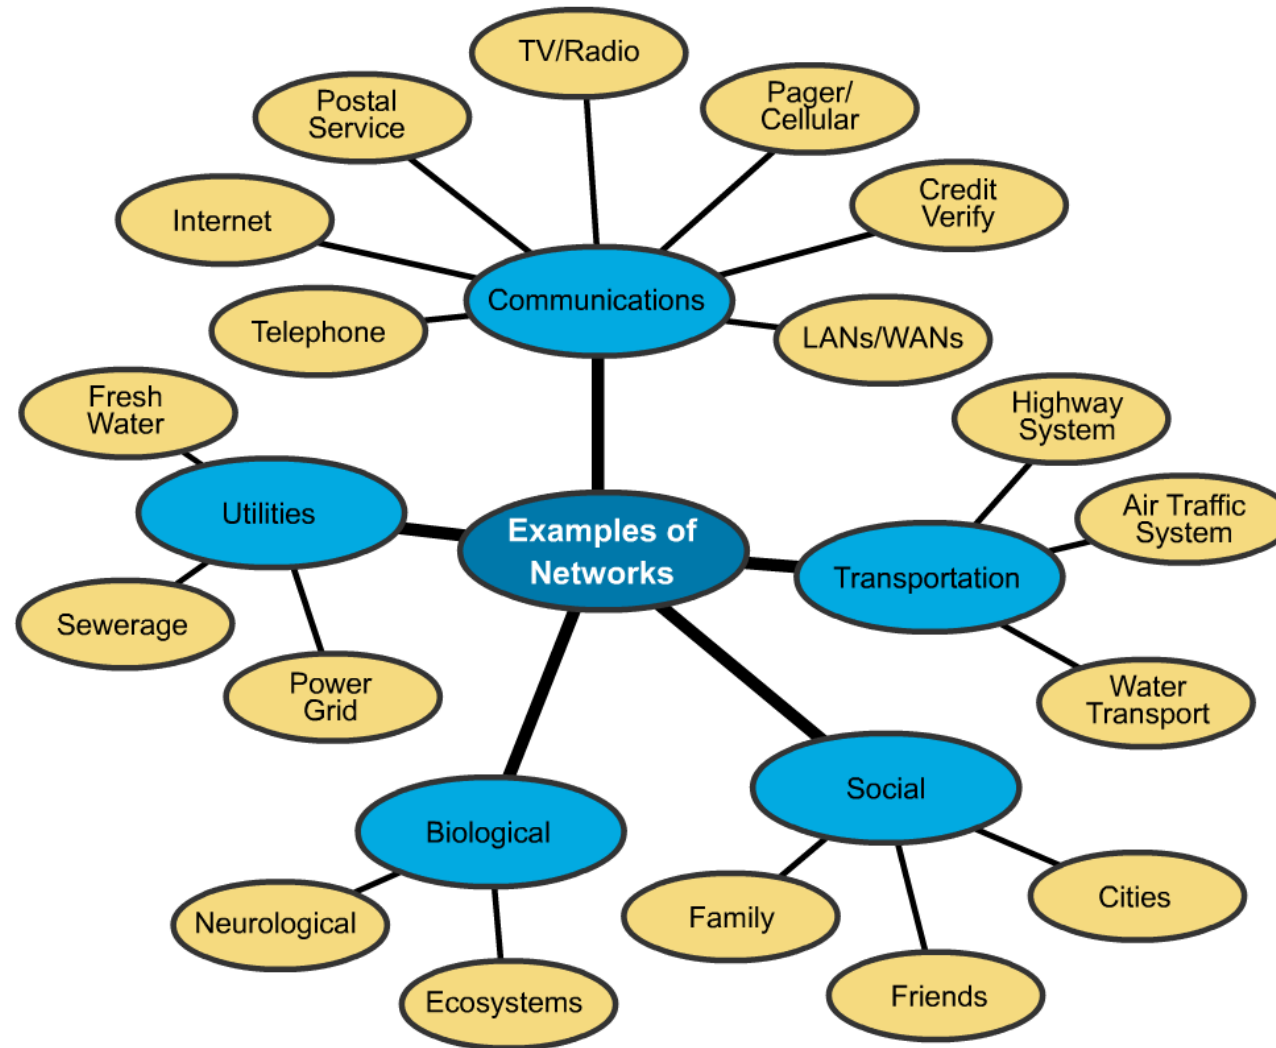 TV/Radio
Postal
Service
Pager/
Cellular
Internet
Credit
Verify
Communications
Telephone
LANs/WANs
Fresh
Water
Highway
System
Utilities
Examples of
Networks
Air Traffic
System
Transportation
Sewerage
Power
Grid
Water
Transport
Social
Biological
Neurological
Family
Cities
Ecosystems
Friends